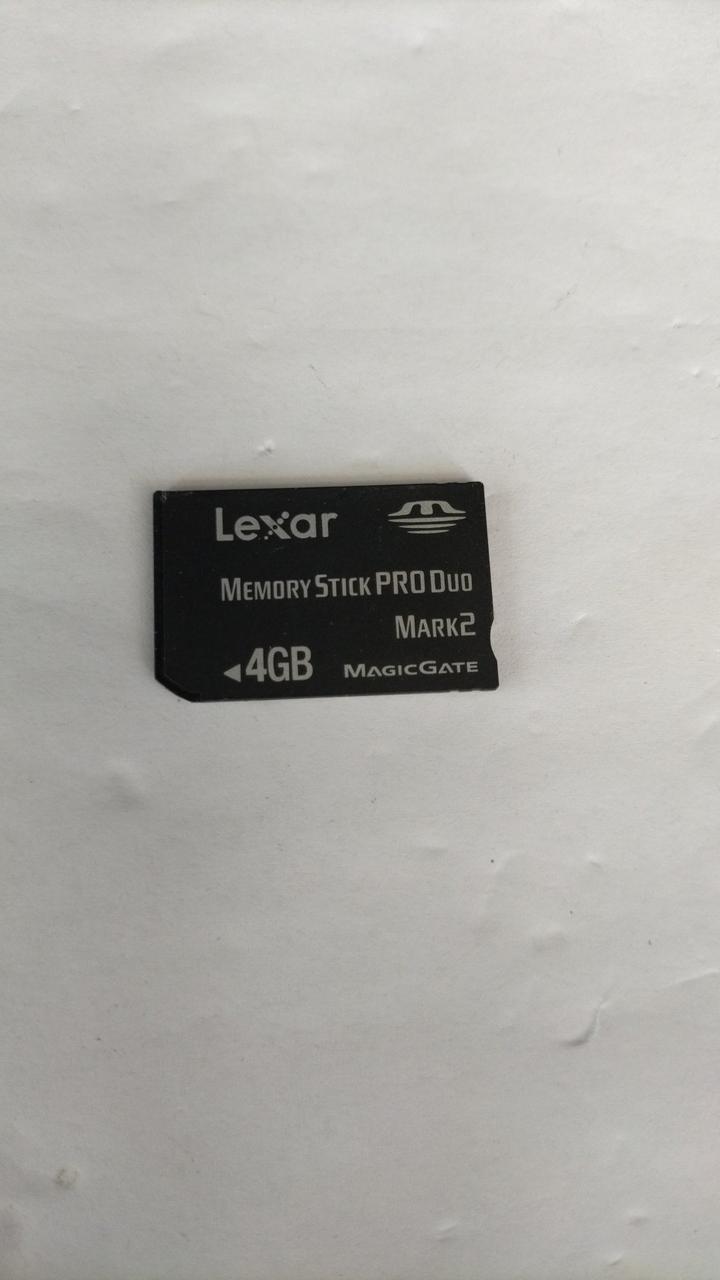 Lexar
MEMORY STICK PRO DUO
MARK2
◄4GB MAGICGATE